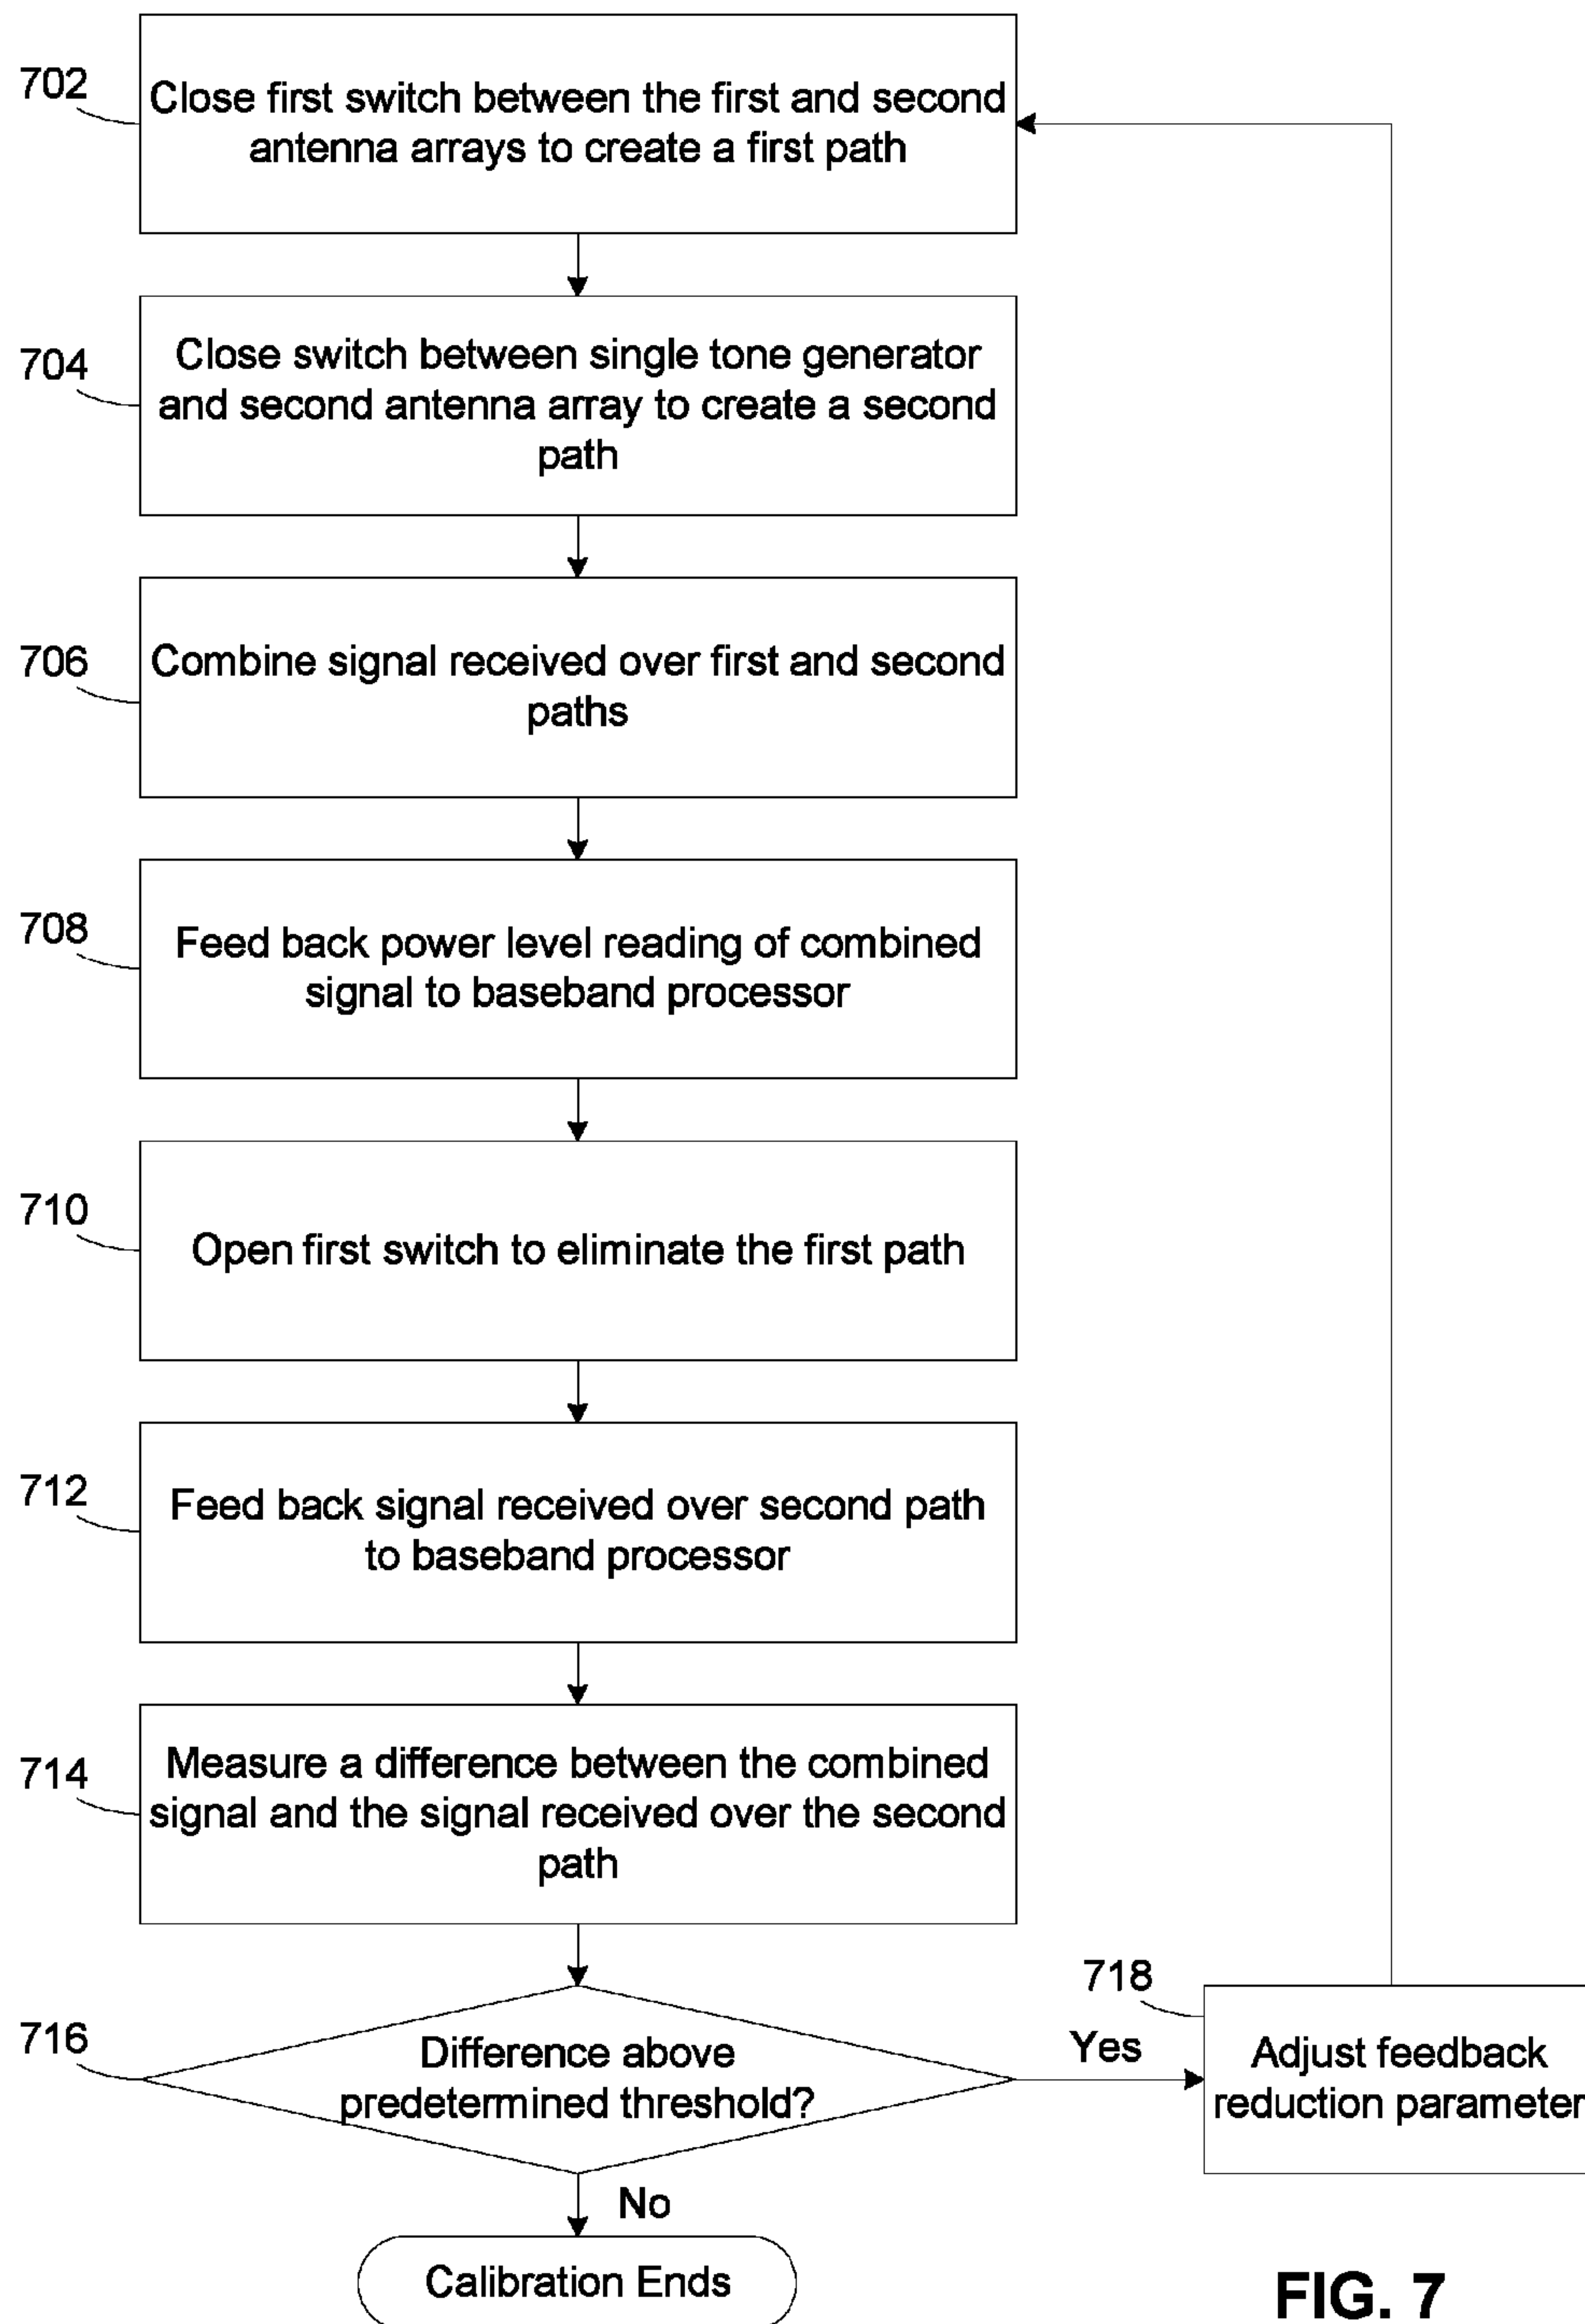 702
Close first switch between the first and second
antenna arrays to create a first path
704
Close switch between single tone generator
and second antenna array to create a second
path
706
Combine signal received over first and second
paths
708
Feed back power level reading of combined
signal to baseband processor
710
Open first switch to eliminate the first path
712
Feed back signal received over second path
to baseband processor
714
Measure a difference between the combined
signal and the signal received over the second
path
716
Difference above
predetermined threshold?
Yes
718
Adjust feedback
reduction parameter
No
Calibration Ends
FIG. 7